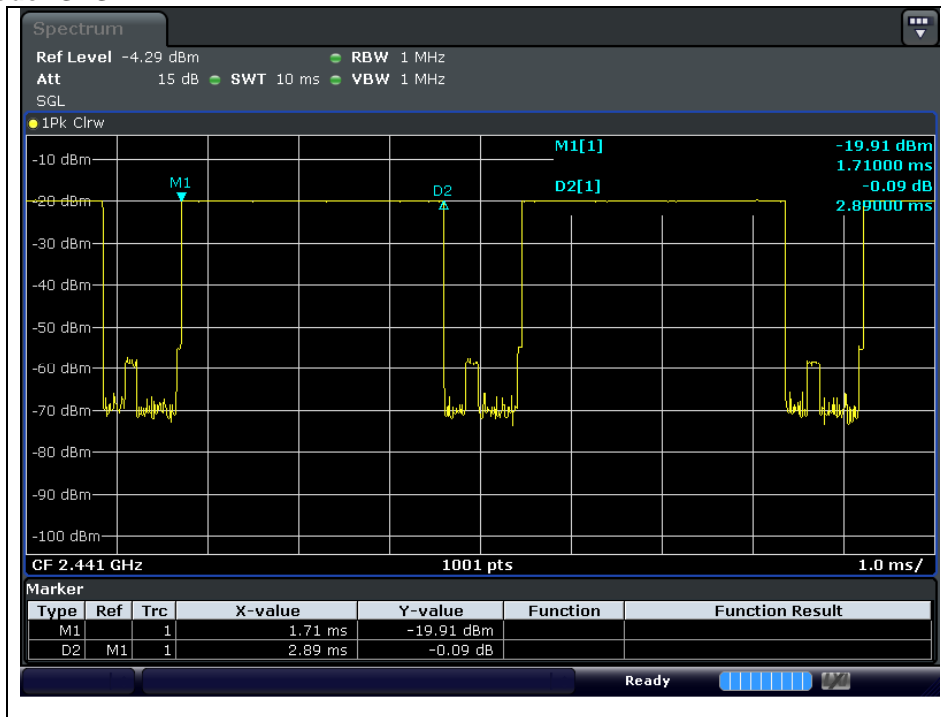 Spectrum
Ref Level -4.29 dBm RBW 1 MHz
Att 15 dB SWT 10 ms VBW 1 MHz
SGL
1Pk Clrw
M1[1] -19.91 dBm
1.71000 ms
D2[1] -0.09 dB
2.89000 ms
M1
D2
-10 dBm
-20 dBm
-30 dBm
-40 dBm
-50 dBm
-60 dBm
-70 dBm
-80 dBm
-90 dBm
-100 dBm
CF 2.441 GHz 1001 pts 1.0 ms/
Marker
Type Ref Trc X-value Y-value Function Function Result
M1 1 1.71 ms -19.91 dBm
D2 M1 1 2.89 ms -0.09 dB
Ready